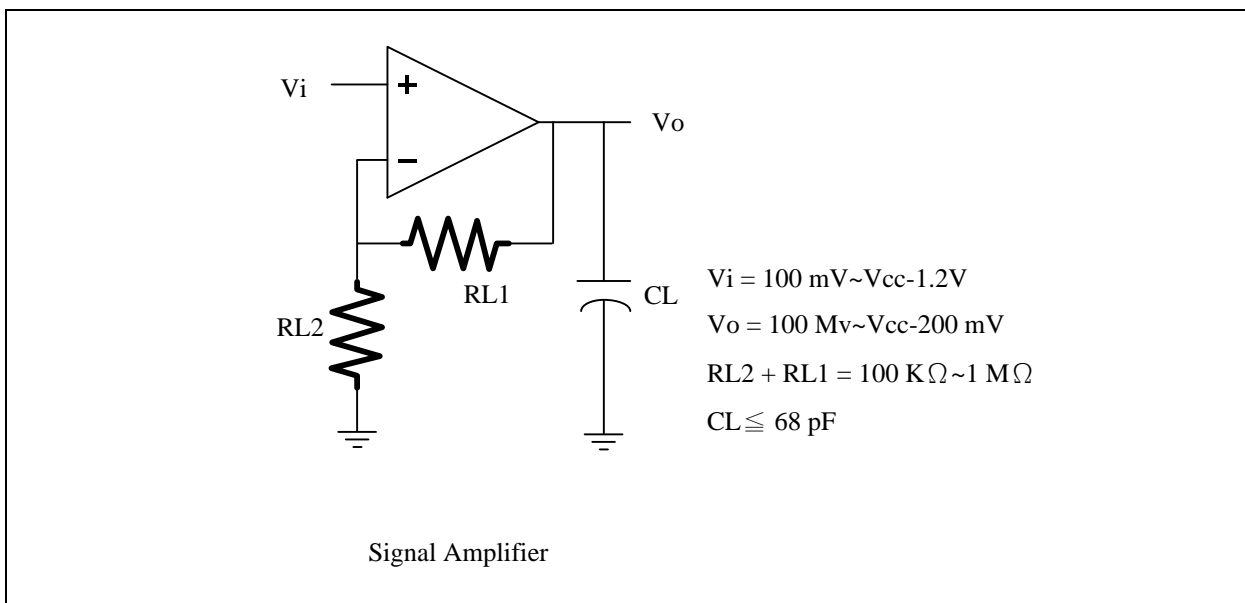 Vi
+
Vo
−
RL1
CL
RL2
Vi = 100 mV~Vcc-1.2V
Vo = 100 Mv~Vcc-200 mV
RL2 + RL1 = 100 KΩ~1 MΩ
CL≦ 68 pF
Signal Amplifier